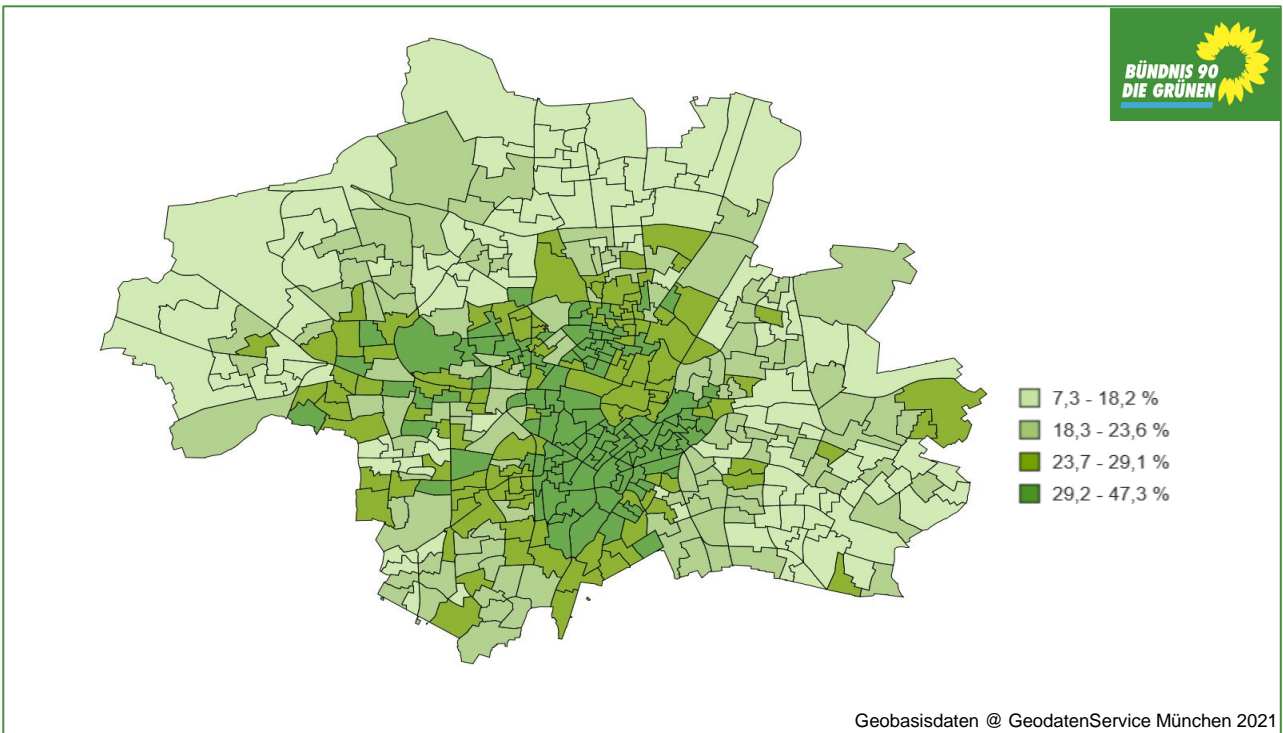 BÜNDNIS 90
DIE GRÜNEN
7,3 - 18,2 %
18,3 - 23,6 %
23,7 - 29,1 %
29,2 - 47,3 %
Geobasisdaten @ GeodatenService München 2021